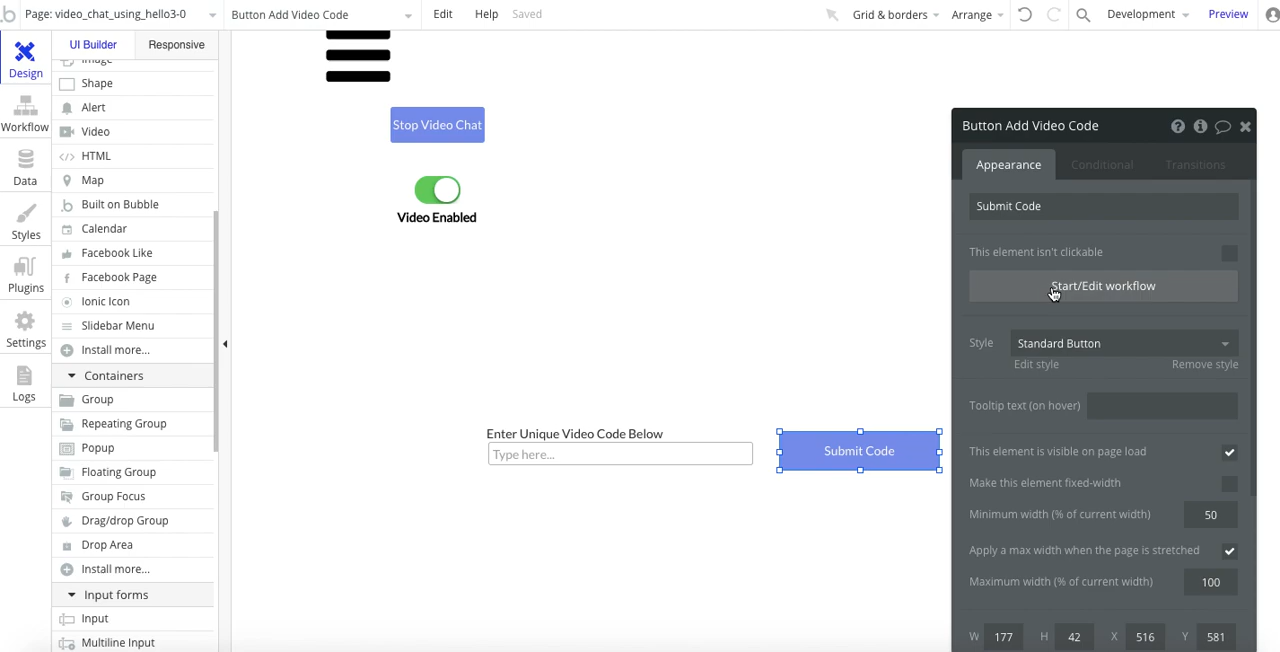 b Page: video_chat_using_hello3-0 Button Add Video Code Edit Help Saved Grid & borders Arrange Development Preview
UI Builder Responsive
Design
Workflow
Data
Styles
Plugins
Settings
Logs
Image
Shape
Alert
Video
HTML
Map
Built on Bubble
Calendar
Facebook Like
Facebook Page
Ionic Icon
Slidebar Menu
Install more...
Containers
Group
Repeating Group
Popup
Floating Group
Group Focus
Drag/drop Group
Drop Area
Install more...
Input forms
Input
Multiline Input
Stop Video Chat
Video Enabled
Enter Unique Video Code Below
Type here...
Submit Code
Button Add Video Code
Appearance Conditional Transitions
Submit Code
This element isn't clickable
Start/Edit workflow
Style Standard Button
Edit style Remove style
Tooltip text (on hover)
This element is visible on page load
Make this element fixed-width
Minimum width (% of current width) 50
Apply a max width when the page is stretched
Maximum width (% of current width) 100
W 177 H 42 X 516 Y 581